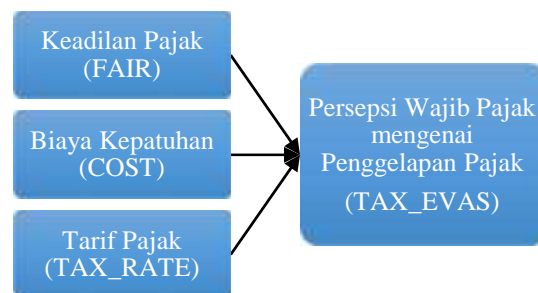 Keadilan Pajak
(FAIR)
Biaya Kepatuhan
(COST)
Tarif Pajak
(TAX_RATE)
Persepsi Wajib Pajak
mengenai
Penggelapan Pajak
(TAX_EVAS)